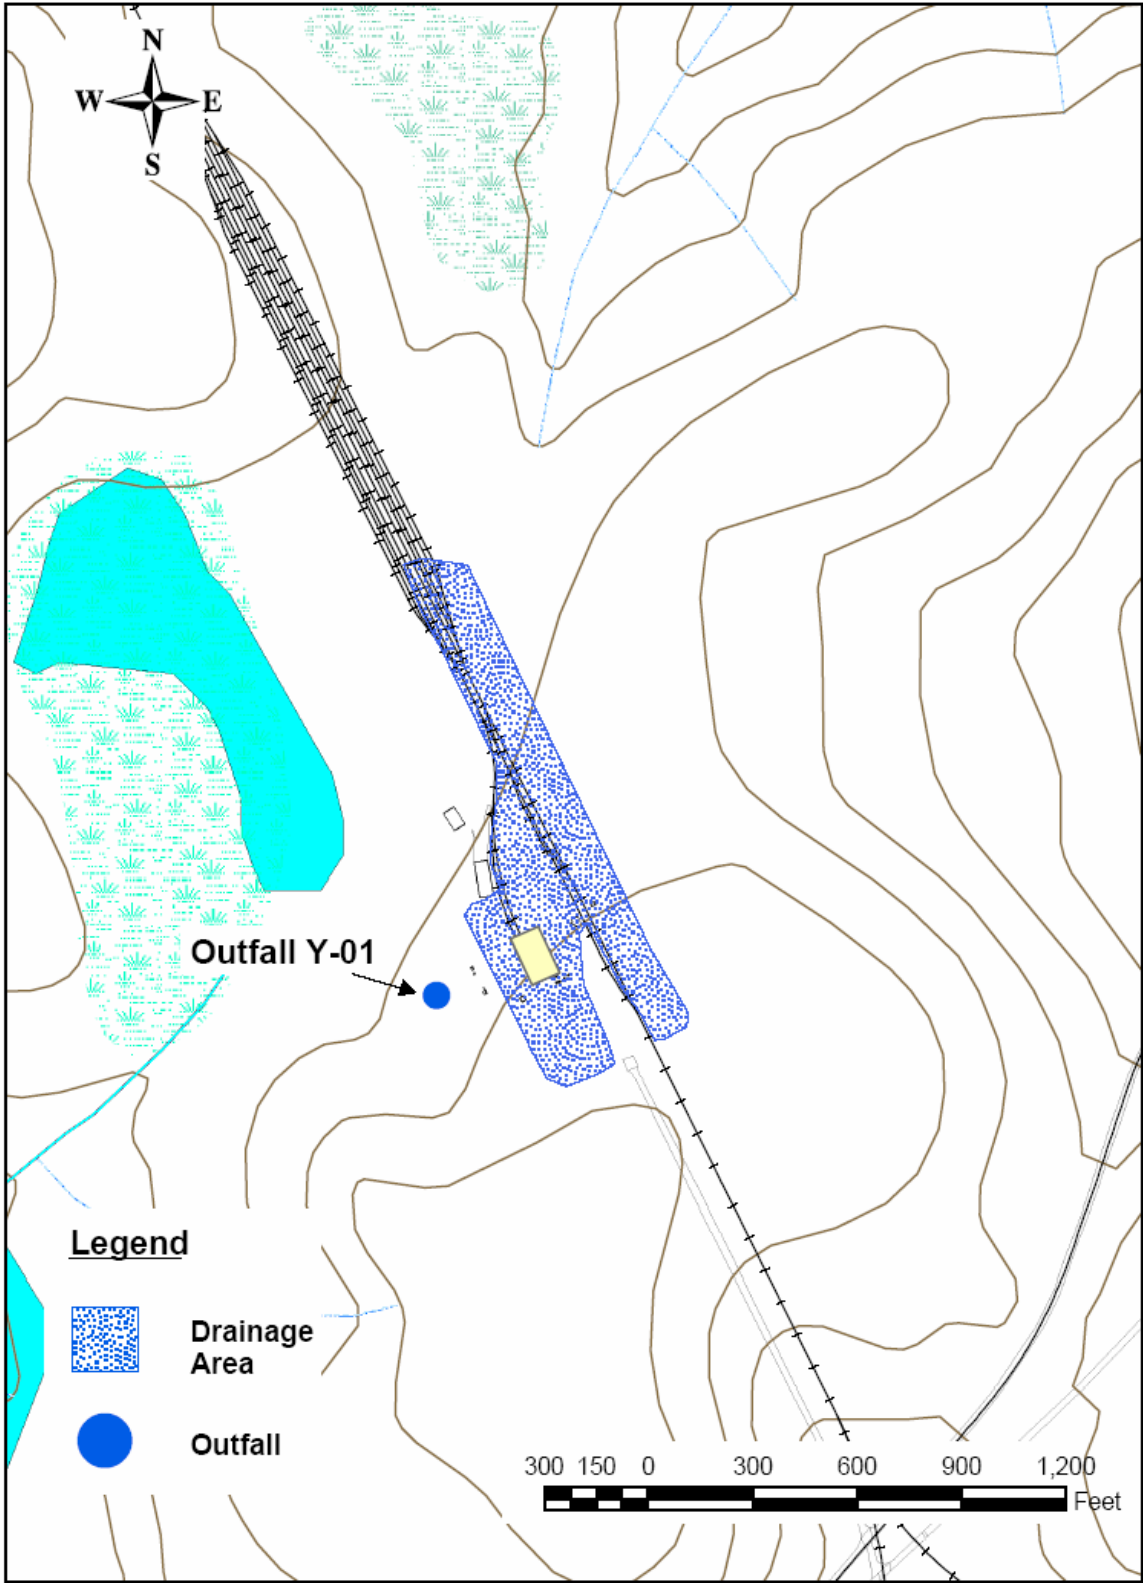 N
W E
S
Outfall Y-01
Legend
Drainage
Area
Outfall
300 150 0 300 600 900 1,200
Feet